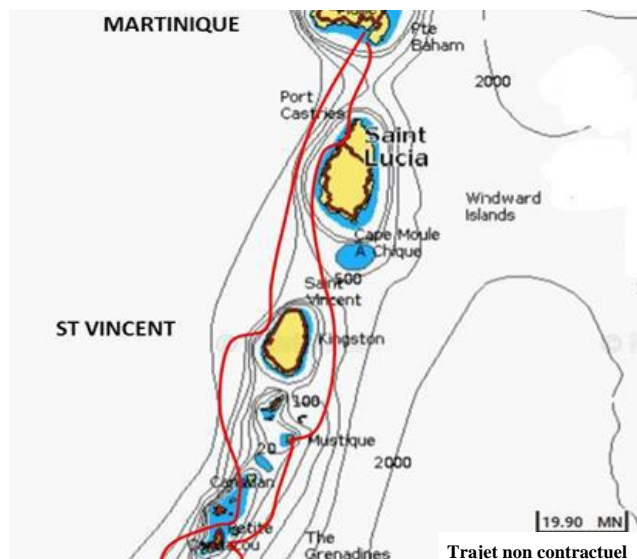 MARTINIQUE
Pte
Baham
2000
Port
Castries
Saint
Lucia
Windward
Islands
Cape Moule
A Chique
500
Saint
Vincent
ST VINCENT
Kingston
100
Mustique
20
2000
Petite
The
Grenadines
19.90 MN
Trajet non contractuel